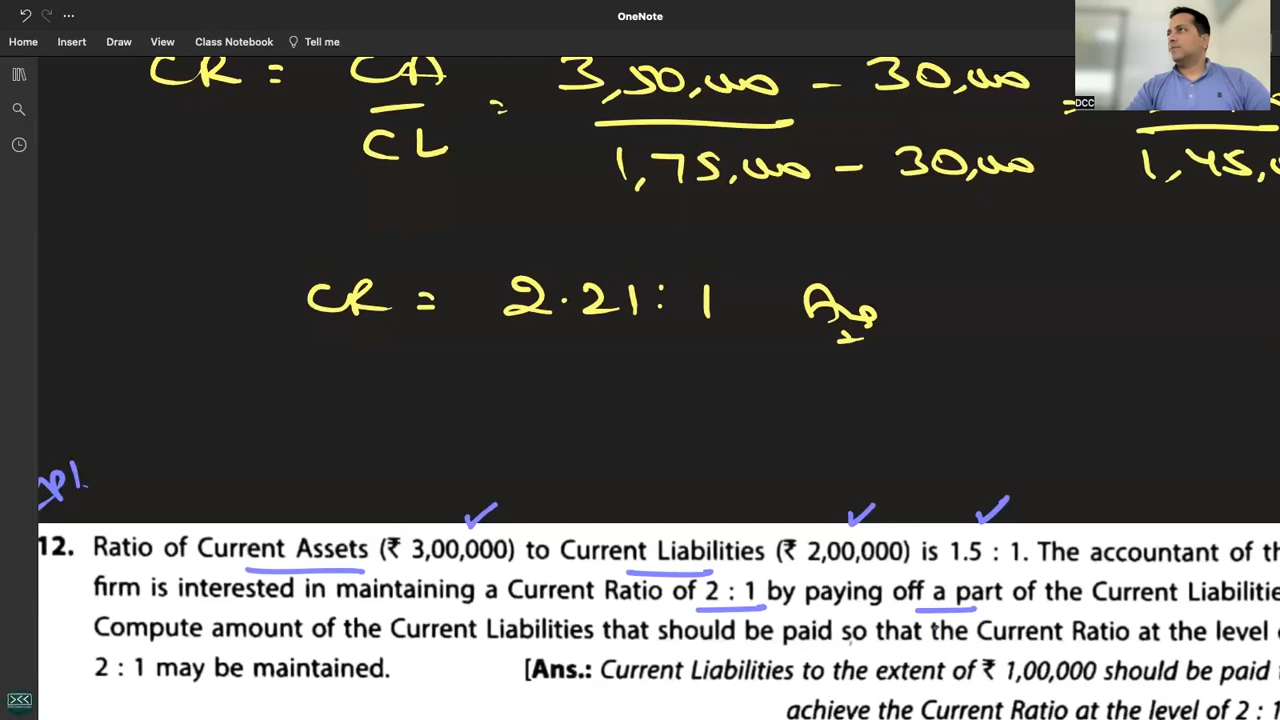 OneNote
Home Insert Draw View Class Notebook Tell me
DCC
CR = CA / CL = 3,50,000 - 30,000 / 1,75,000 - 30,000 =
1,45,
CR = 2.21 : 1 Ans
12. Ratio of Current Assets (₹ 3,00,000) to Current Liabilities (₹ 2,00,000) is 1.5 : 1. The accountant of th
firm is interested in maintaining a Current Ratio of 2 : 1 by paying off a part of the Current Liabilitie
Compute amount of the Current Liabilities that should be paid so that the Current Ratio at the level
2 : 1 may be maintained. [Ans.: Current Liabilities to the extent of ₹ 1,00,000 should be paid t
achieve the Current Ratio at the level of 2 : 1